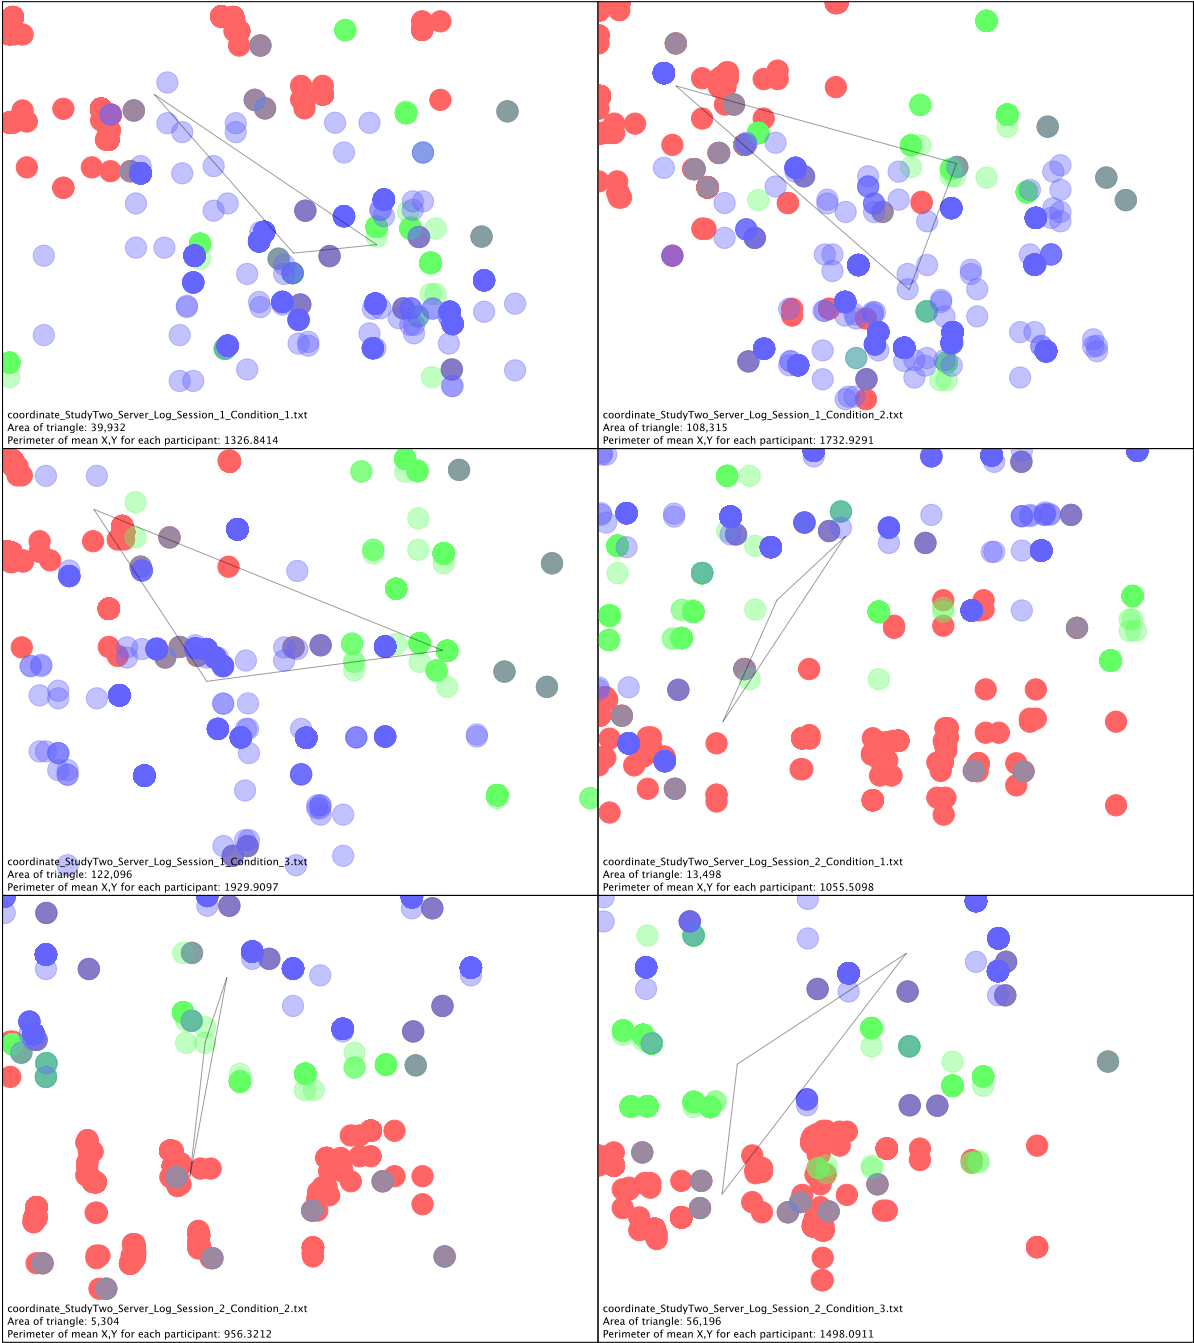 coordinate_StudyTwo_Server_Log_Session_1_Condition_1.txt
Area of triangle: 39,932
Perimeter of mean X,Y for each participant: 1326.8414
coordinate_StudyTwo_Server_Log_Session_1_Condition_2.txt
Area of triangle: 108,315
Perimeter of mean X,Y for each participant: 1732.9291
coordinate_StudyTwo_Server_Log_Session_1_Condition_3.txt
Area of triangle: 122,096
Perimeter of mean X,Y for each participant: 1929.9097
coordinate_StudyTwo_Server_Log_Session_2_Condition_1.txt
Area of triangle: 13,498
Perimeter of mean X,Y for each participant: 1055.5098
coordinate_StudyTwo_Server_Log_Session_2_Condition_2.txt
Area of triangle: 5,304
Perimeter of mean X,Y for each participant: 956.3212
coordinate_StudyTwo_Server_Log_Session_2_Condition_3.txt
Area of triangle: 56,196
Perimeter of mean X,Y for each participant: 1498.0911